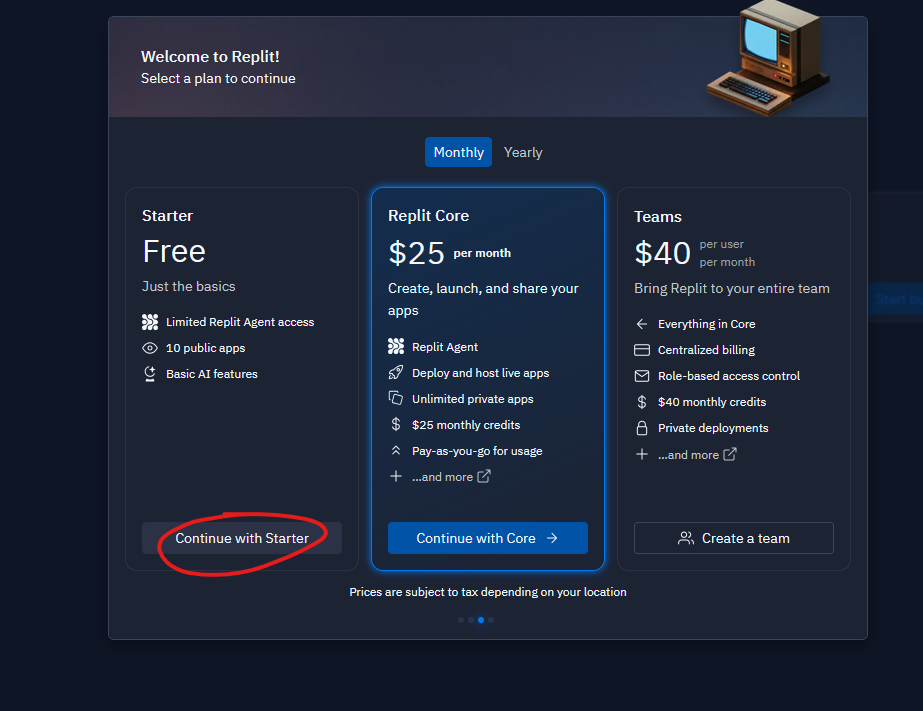 Welcome to Replit!
Select a plan to continue
Monthly
Yearly
Starter
Free
Just the basics
Limited Replit Agent access
10 public apps
Basic AI features
Continue with Starter
Replit Core
$25 per month
Create, launch, and share your
apps
Replit Agent
Deploy and host live apps
Unlimited private apps
$25 monthly credits
Pay-as-you-go for usage
...and more
Continue with Core
Teams
$40 per user
per month
Bring Replit to your entire team
Everything in Core
Centralized billing
Role-based access control
$40 monthly credits
Private deployments
...and more
Create a team
Prices are subject to tax depending on your location
Start